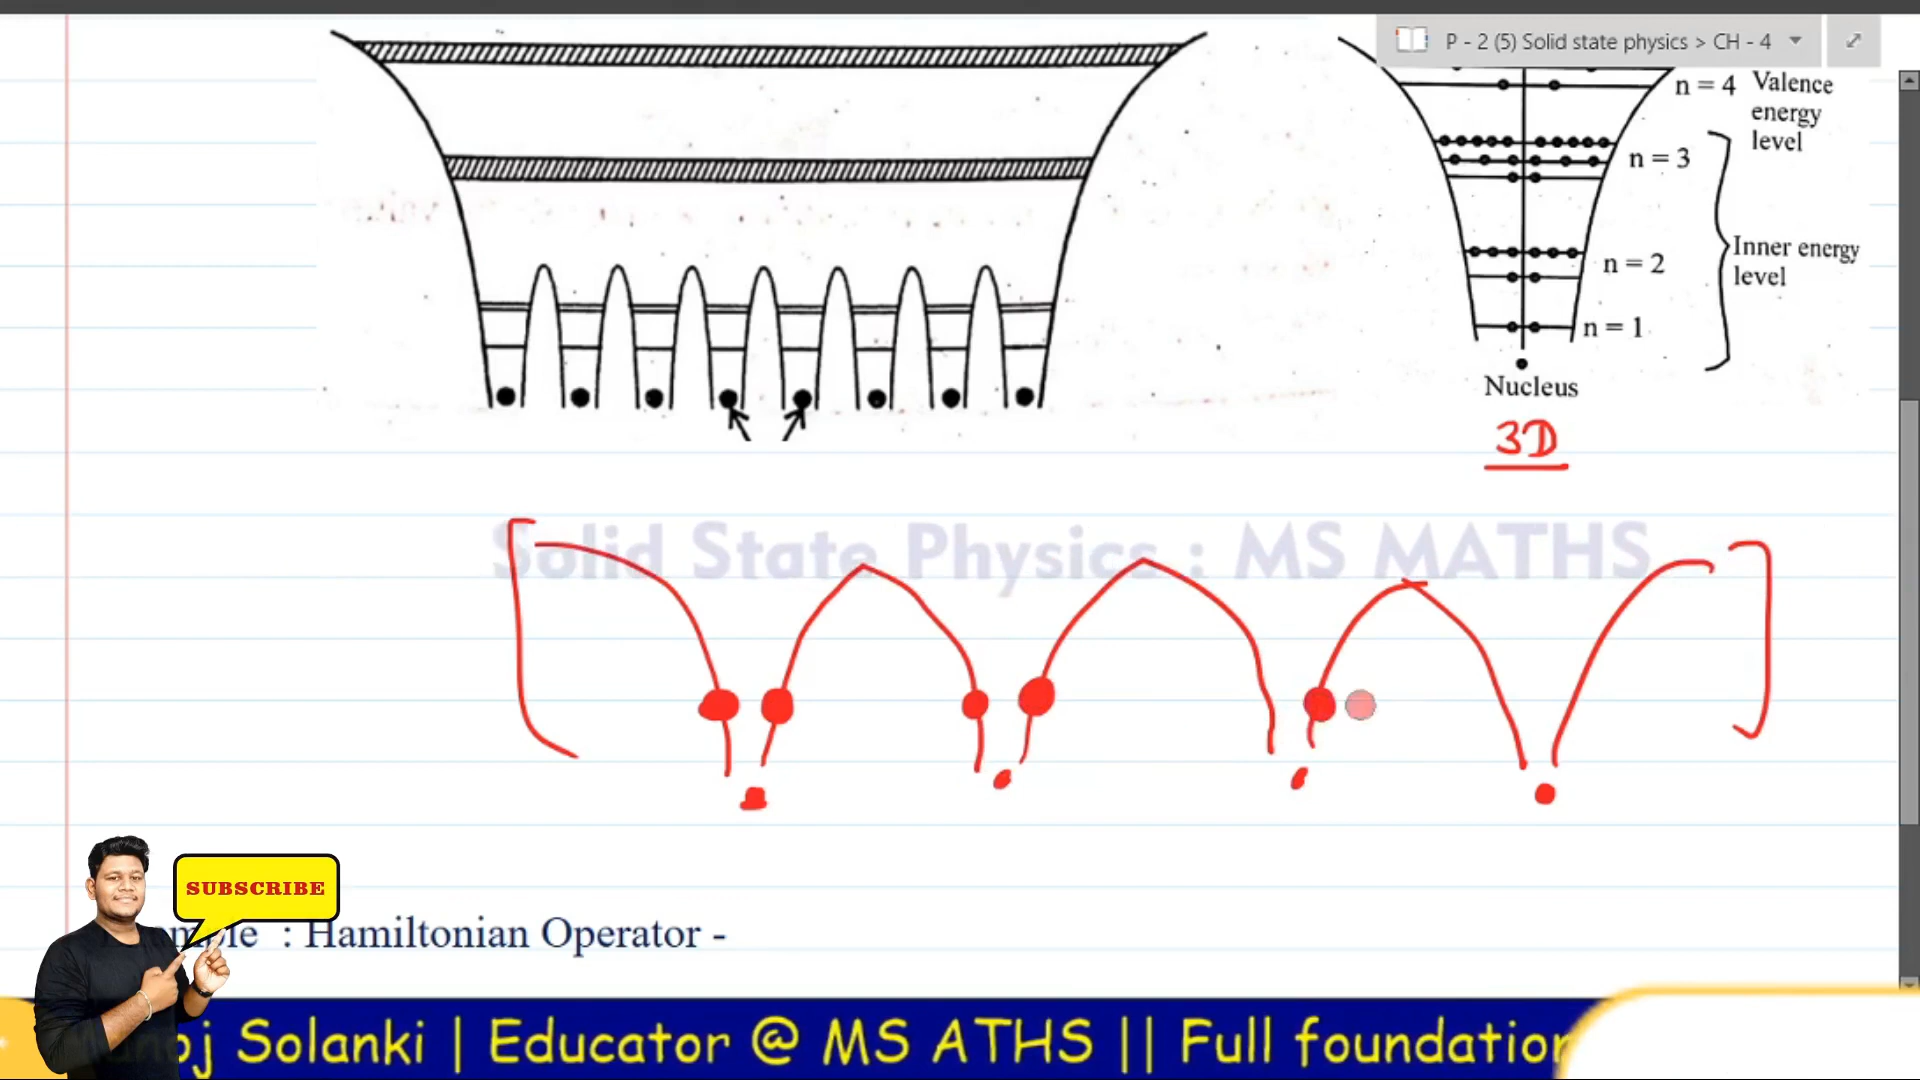 P - 2 (5) Solid state physics > CH - 4
n = 4 Valence energy level
n = 3
Inner energy level
n = 2
n = 1
Nucleus
3D
Solid State Physics : MS MATHS
SUBSCRIBE
: Hamiltonian Operator -
Solanki | Educator @ MS ATHS || Full foundation